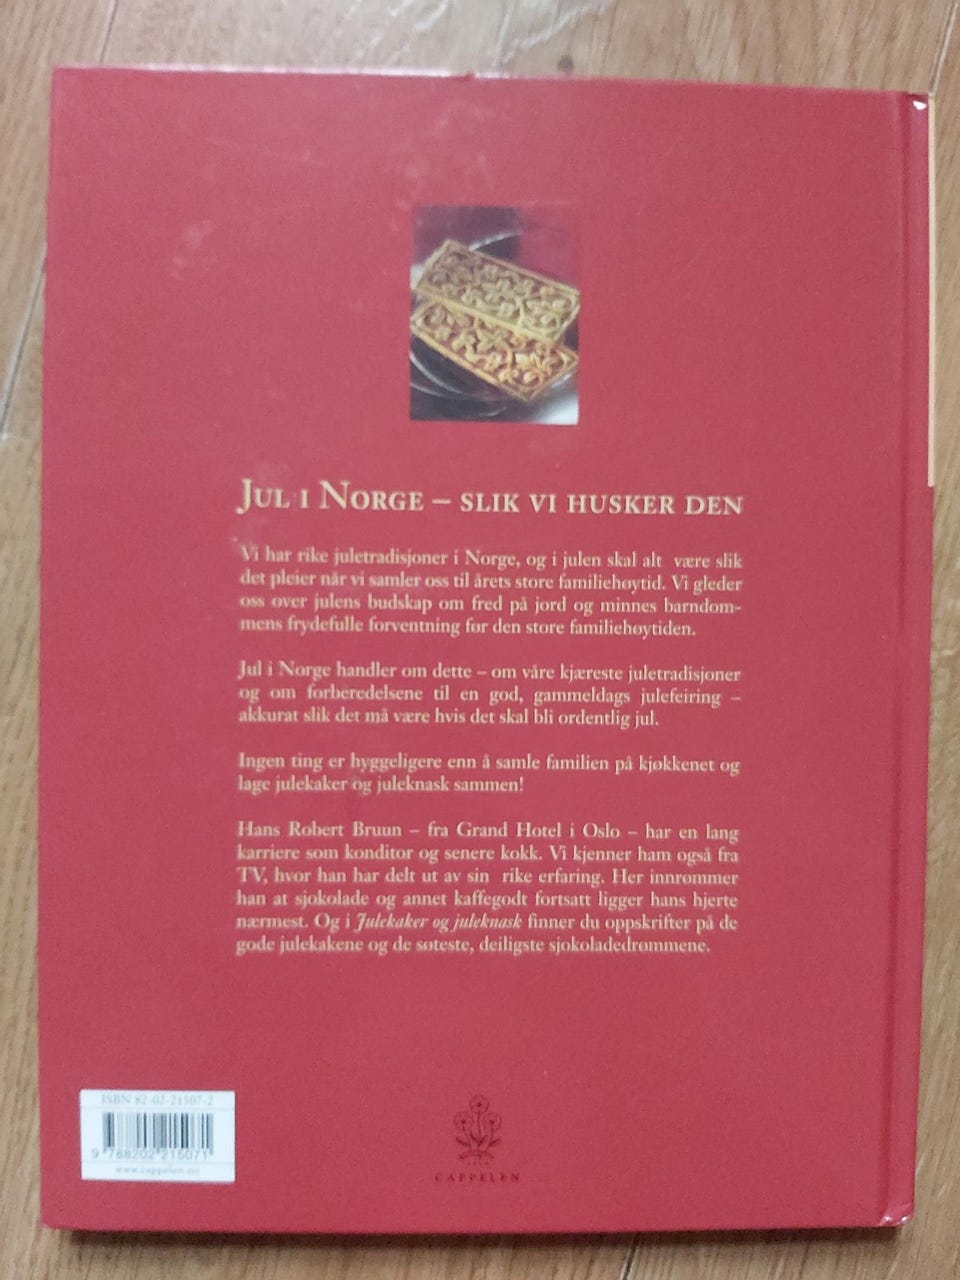 JUL I NORGE – SLIK VI HUSKER DEN
Vi har rike juletradisjoner i Norge, og i julen skal alt være slik
det pleier når vi samler oss til årets store familiehøytid. Vi gleder
oss over julens budskap om fred på jord og minnes barndom-
mens frydefulle forventning før den store familiehøytiden.
Jul i Norge handler om dette – om våre kjæreste juletradisjoner
og om forberedelsene til en god, gammeldags julefeiring –
akkurat slik det må være hvis det skal bli ordentlig jul.
Ingen ting er hyggeligere enn å samle familien på kjøkkenet og
lage julekaker og juleknask sammen!
Hans Robert Bruun – fra Grand Hotel i Oslo – har en lang
karriere som konditor og senere kokk. Vi kjenner ham også fra
TV, hvor han har delt ut av sin rike erfaring. Her innrømmer
han at sjokolade og annet kaffegodt fortsatt ligger hans hjerte
nærmest. Og i Julekaker og juleknask finner du oppskrifter på de
gode julekakene og de søteste, deiligste sjokoladedrømmene.
ISBN 82-02-21507-2
9 788202 215071
www.cappelen.no
CAPPELEN